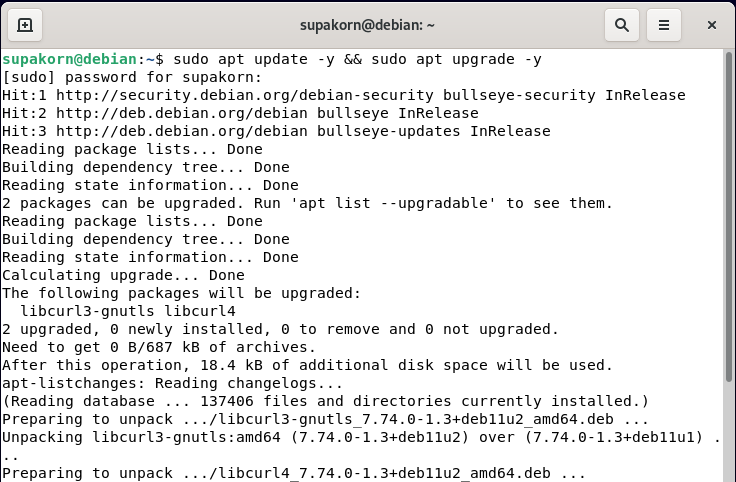 supakorn@debian: ~
supakorn@debian:~$ sudo apt update -y && sudo apt upgrade -y
[sudo] password for supakorn:
Hit:1 http://security.debian.org/debian-security bullseye-security InRelease
Hit:2 http://deb.debian.org/debian bullseye InRelease
Hit:3 http://deb.debian.org/debian bullseye-updates InRelease
Reading package lists... Done
Building dependency tree... Done
Reading state information... Done
2 packages can be upgraded. Run 'apt list --upgradable' to see them.
Reading package lists... Done
Building dependency tree... Done
Reading state information... Done
Calculating upgrade... Done
The following packages will be upgraded:
  libcurl3-gnutls libcurl4
2 upgraded, 0 newly installed, 0 to remove and 0 not upgraded.
Need to get 0 B/687 kB of archives.
After this operation, 18.4 kB of additional disk space will be used.
apt-listchanges: Reading changelogs...
(Reading database ... 137406 files and directories currently installed.)
Preparing to unpack .../libcurl3-gnutls_7.74.0-1.3+deb11u2_amd64.deb ...
Unpacking libcurl3-gnutls:amd64 (7.74.0-1.3+deb11u2) over (7.74.0-1.3+deb11u1) .
..
Preparing to unpack .../libcurl4_7.74.0-1.3+deb11u2_amd64.deb ...